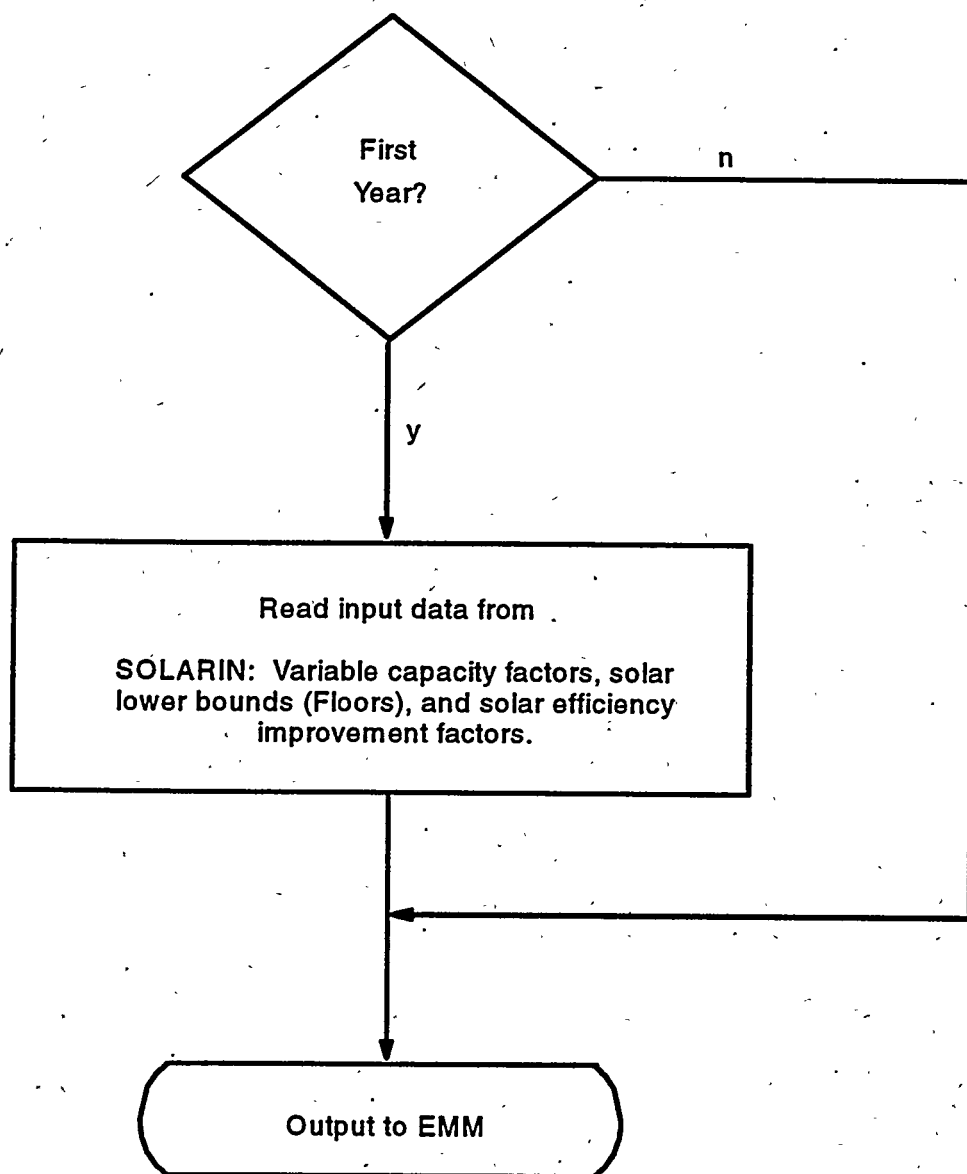 First
Year?
n
y
Read input data from
SOLARIN: Variable capacity factors, solar
lower bounds (Floors), and solar efficiency
improvement factors.
Output to EMM